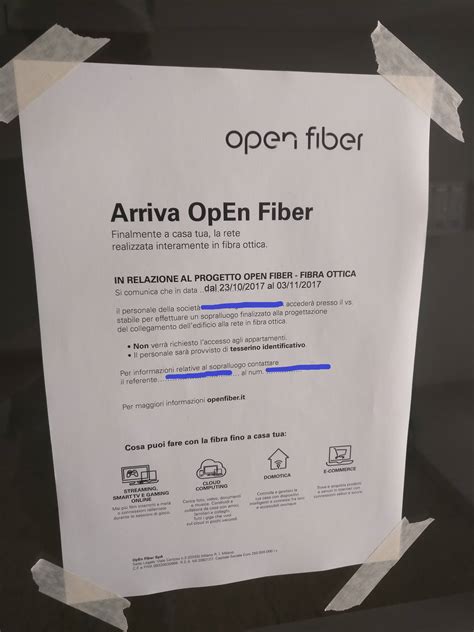 open fiber
Arriva OpEn Fiber
Finalmente a casa tua, la rete
realizzata interamente in fibra ottica.
IN RELAZIONE AL PROGETTO OPEN FIBER - FIBRA OTTICA
Si comunica che in data ..dal 23/10/2017 al 03/11/2017
il personale della società accederà presso il vs.
stabile per effettuare un sopralluogo finalizzato alla progettazione
del collegamento dell'edificio alla rete in fibra ottica.
• Non verrà richiesto l'accesso agli appartamenti.
• Il personale sarà provvisto di tesserino identificativo.
Per informazioni relative al sopralluogo contattare
il referente al num.
Per maggiori informazioni openfiber.it
Cosa puoi fare con la fibra fino a casa tua:
STREAMING,
SMART TV E GAMING
ONLINE
CLOUD
COMPUTING
DOMOTICA
E-COMMERCE
OpEn Fiber SpA